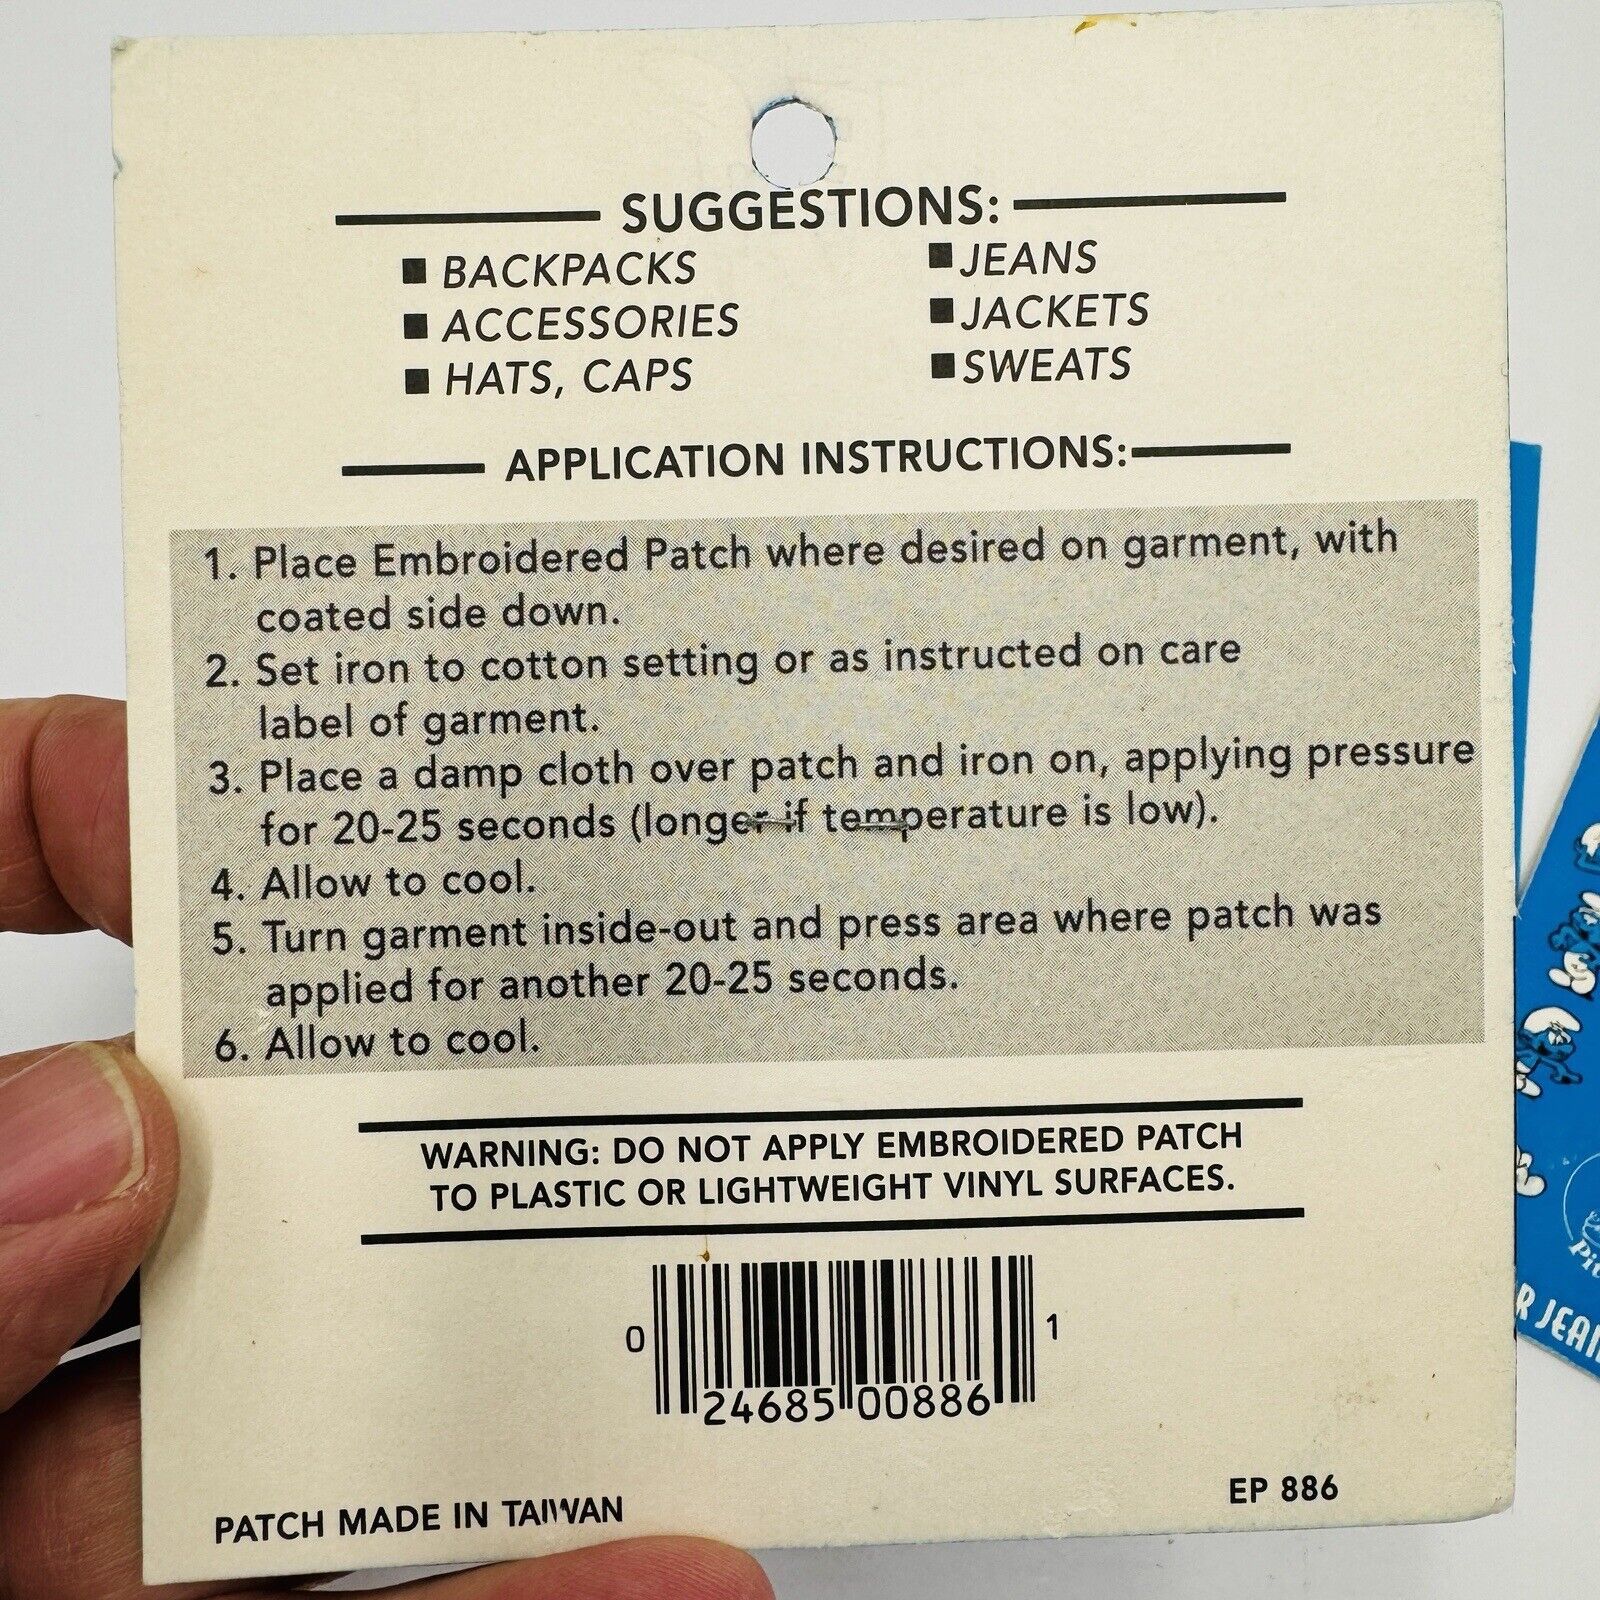 SUGGESTIONS:
■ BACKPACKS
■ ACCESSORIES
■ HATS, CAPS
■ JEANS
■ JACKETS
■ SWEATS
APPLICATION INSTRUCTIONS:
1. Place Embroidered Patch where desired on garment, with
coated side down.
2. Set iron to cotton setting or as instructed on care
label of garment.
3. Place a damp cloth over patch and iron on, applying pressure
for 20-25 seconds (longer if temperature is low).
4. Allow to cool.
5. Turn garment inside-out and press area where patch was
applied for another 20-25 seconds.
6. Allow to cool.
WARNING: DO NOT APPLY EMBROIDERED PATCH
TO PLASTIC OR LIGHTWEIGHT VINYL SURFACES.
0 24685 00886 1
PATCH MADE IN TAIWAN
EP 886